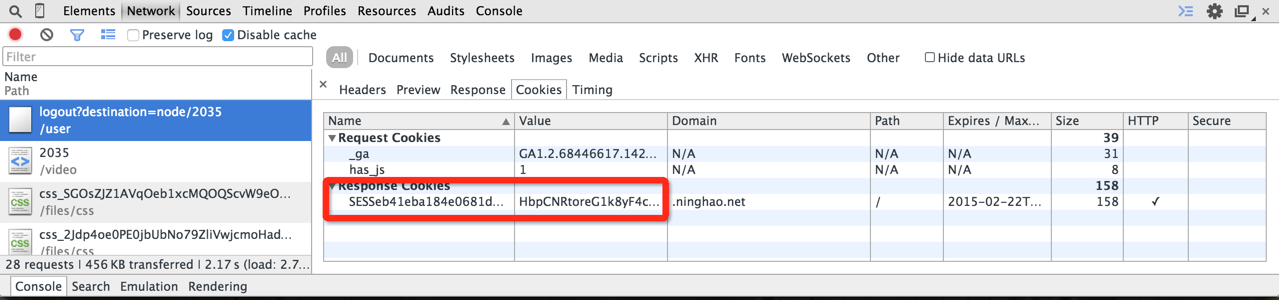 Elements Network Sources Timeline Profiles Resources Audits Console
Preserve log Disable cache
Filter
All Documents Stylesheets Images Media Scripts XHR Fonts WebSockets Other Hide data URLs
Name
Path
× Headers Preview Response Cookies Timing
logout?destination=node/2035
/user
2035
/video
css_SGOsZJZ1AVqOeb1xcMQOQScvW9eO...
/files/css
css_2Jdp4oe0PE0jbUbNo79ZliVwjcmoHad...
/files/css
28 requests | 456 KB transferred | 2.17 s (load: 2.7...
Name Value Domain Path Expires / Max... Size HTTP Secure
Request Cookies 39
_ga GA1.2.68446617.142... N/A N/A N/A 31
has_js 1 N/A N/A N/A 8
Response Cookies 158
SESSeb41eba184e0681d... HbpCNRtoreG1k8yF4c... .ninghao.net / 2015-02-22T... 158 ✓
Console Search Emulation Rendering